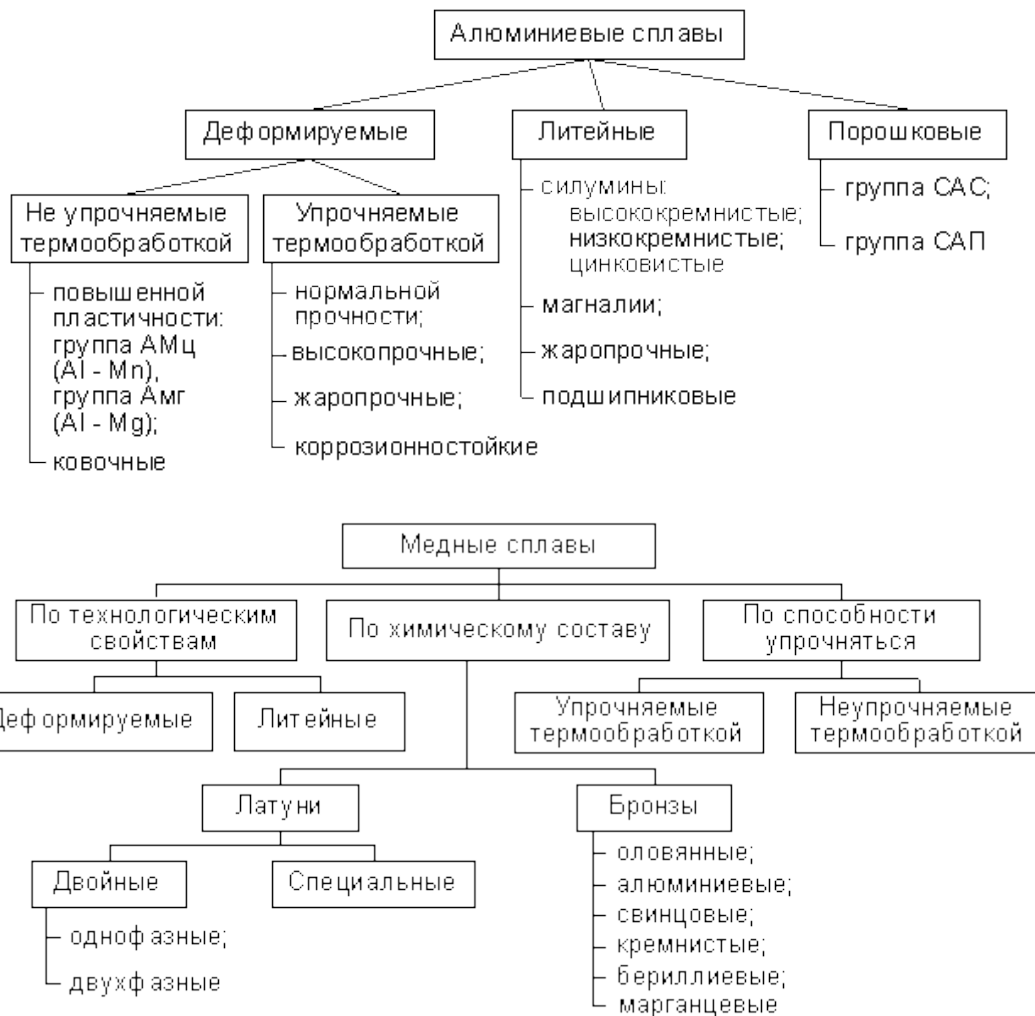 Алюминиевые сплавы
Деформируемые
Литейные
Порошковые
Не упрочняемые
термообработкой
повышенной
пластичности:
группа АМц
(Al - Mn),
группа Амг
(Al - Mg);
ковочные
Упрочняемые
термообработкой
нормальной
прочности;
высокопрочные;
жаропрочные;
коррозионностойкие
силумины:
высококремнистые;
низкокремнистые;
цинковистые
магналии;
жаропрочные;
подшипниковые
группа САС;
группа САП
Медные сплавы
По технологическим
свойствам
По химическому составу
По способности
упрочняться
Деформируемые
Литейные
Упрочняемые
термообработкой
Неупрочняемые
термообработкой
Латуни
Бронзы
Двойные
Специальные
однофазные;
двухфазные
оловянные;
алюминиевые;
свинцовые;
кремнистые;
бериллиевые;
марганцевые